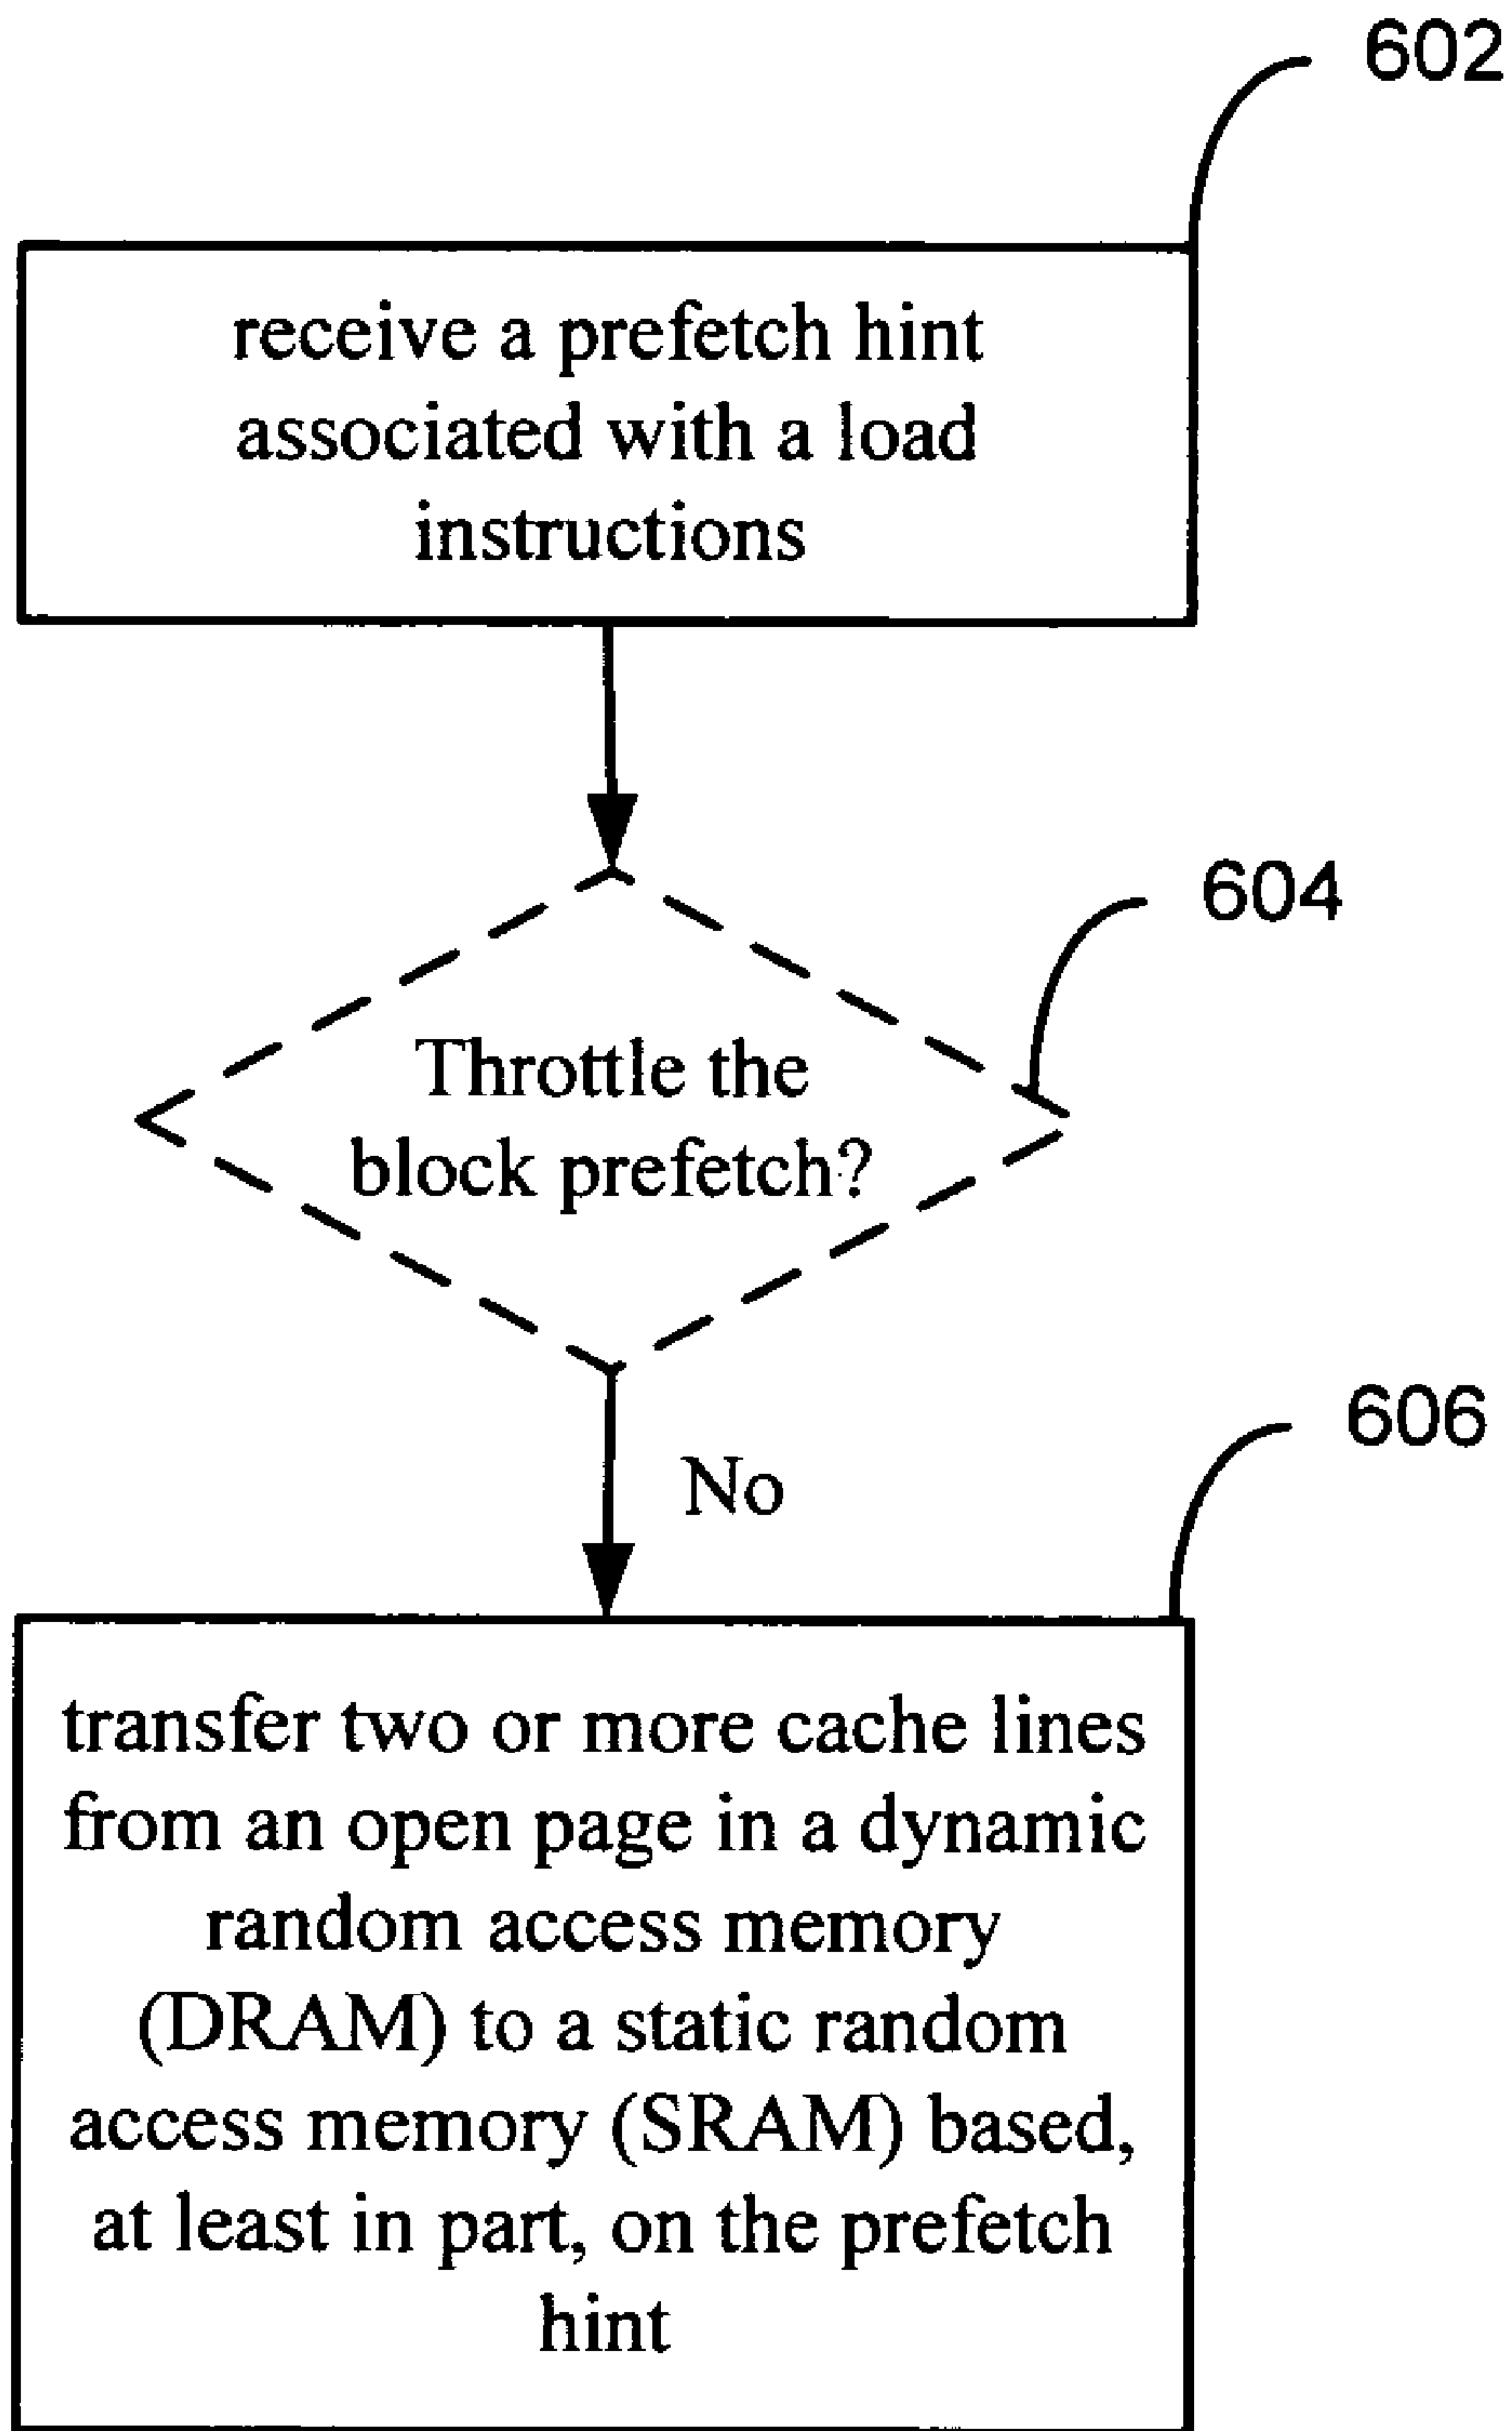 602
receive a prefetch hint
associated with a load
instructions
604
Throttle the
block prefetch?
No
606
transfer two or more cache lines
from an open page in a dynamic
random access memory
(DRAM) to a static random
access memory (SRAM) based,
at least in part, on the prefetch
hint